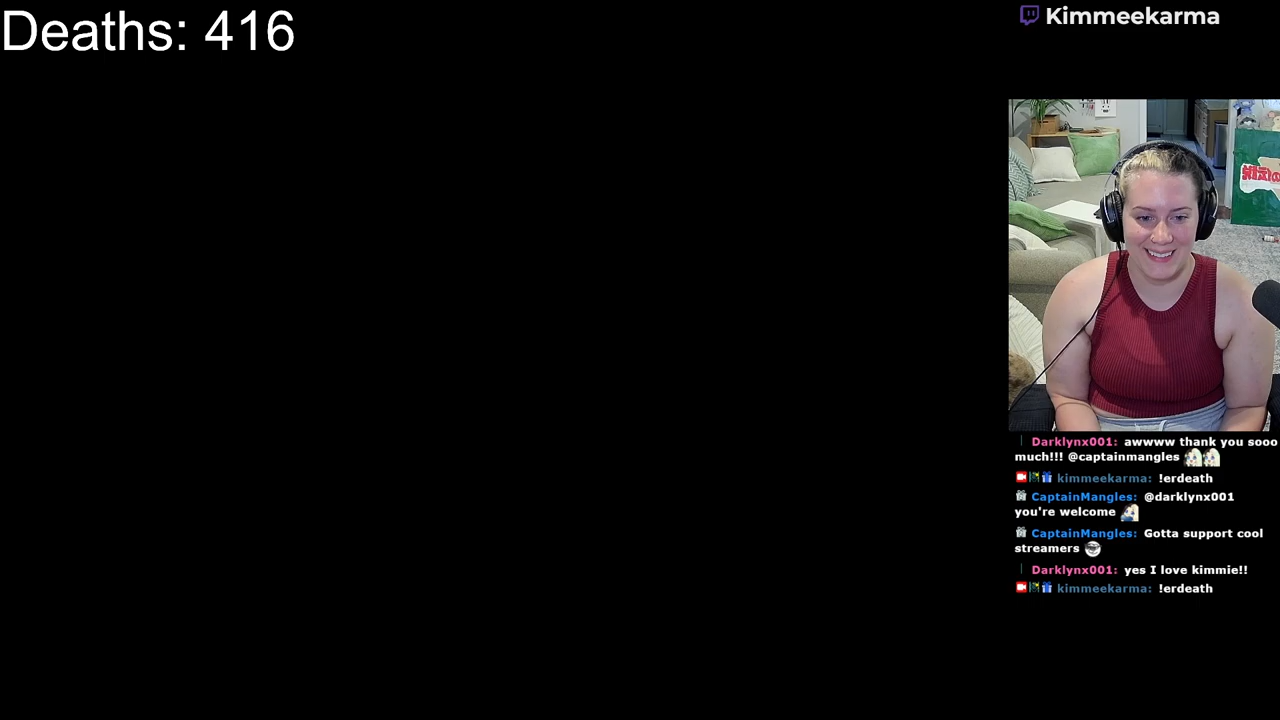 Deaths: 416
Kimmeekarma
Darklynx001: awwww thank you sooo
much!!! @captainmangles
kimmeekarma: !erdeath
CaptainMangles: @darklynx001
you're welcome
CaptainMangles: Gotta support cool
streamers
Darklynx001: yes I love kimmie!!
kimmeekarma: !erdeath